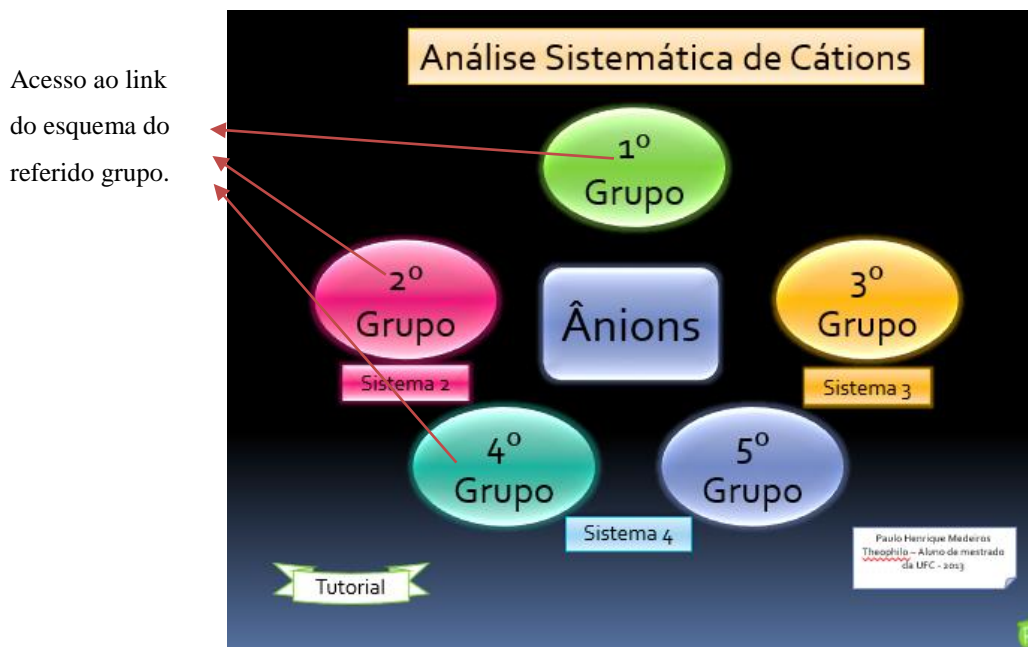 Acesso ao link
do esquema do
referido grupo.
Análise Sistemática de Cátions
1º
Grupo
2º
Grupo
Ânions
3º
Grupo
Sistema 2
Sistema 3
4º
Grupo
5º
Grupo
Sistema 4
Paulo Henrique Medeiros
Theophilo – Aluno de mestrado
da UFC - 2013
Tutorial